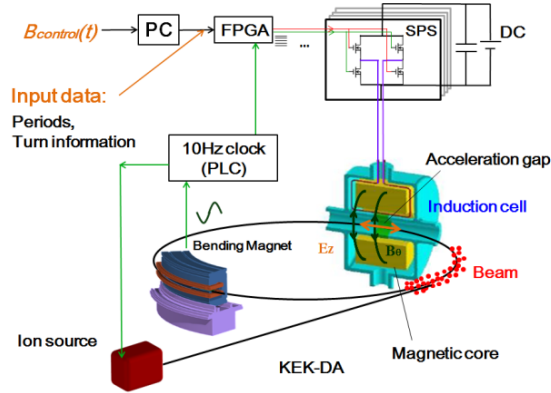 Bcontrol(t)
PC
FPGA
...
SPS
DC
Input data:
Periods,
Turn information
10Hz clock
(PLC)
Acceleration gap
Induction cell
Bending Magnet
Ez
Bθ
Beam
Ion source
Magnetic core
KEK-DA